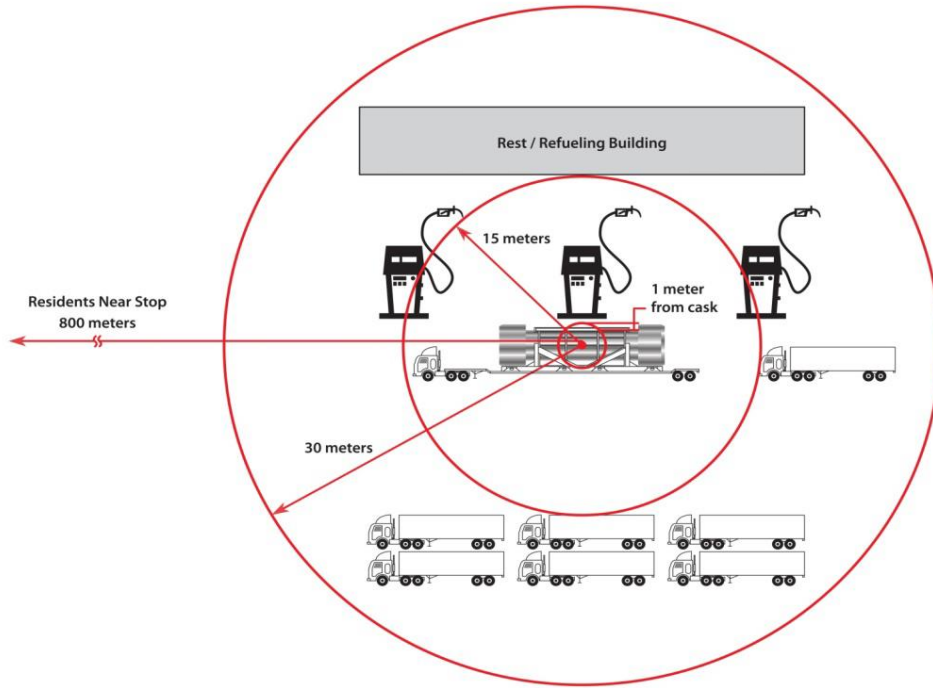 Rest / Refueling Building
15 meters
1 meter
from cask
Residents Near Stop
800 meters
30 meters